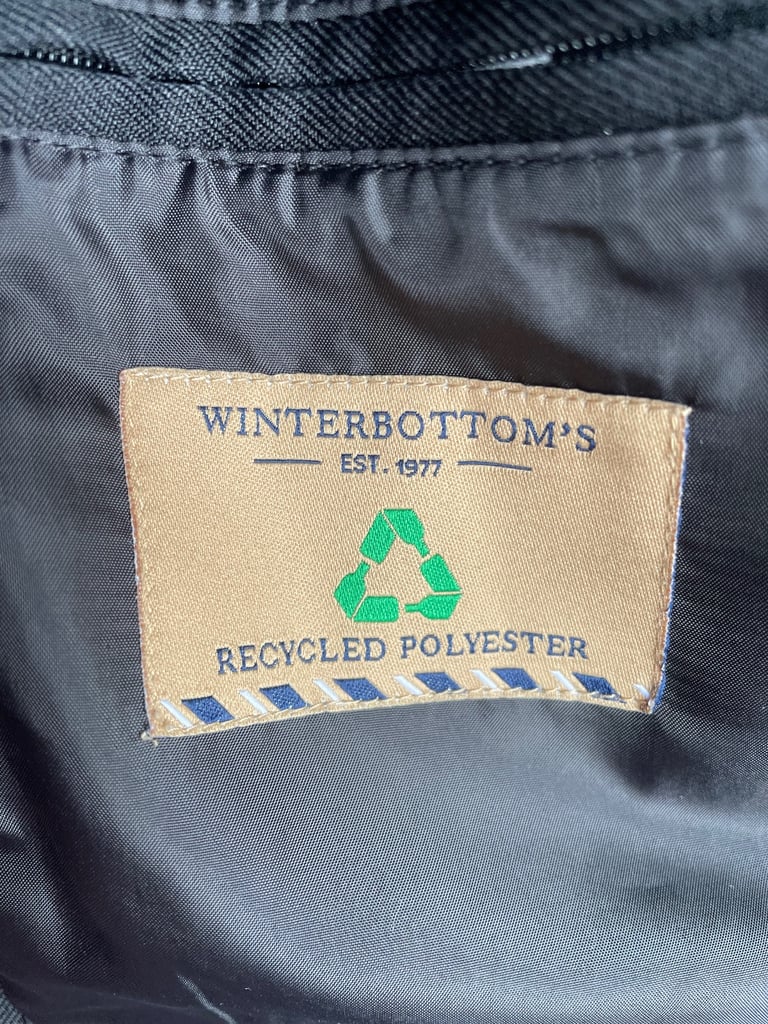 WINTERBOTTOM'S
EST. 1977
RECYCLED POLYESTER